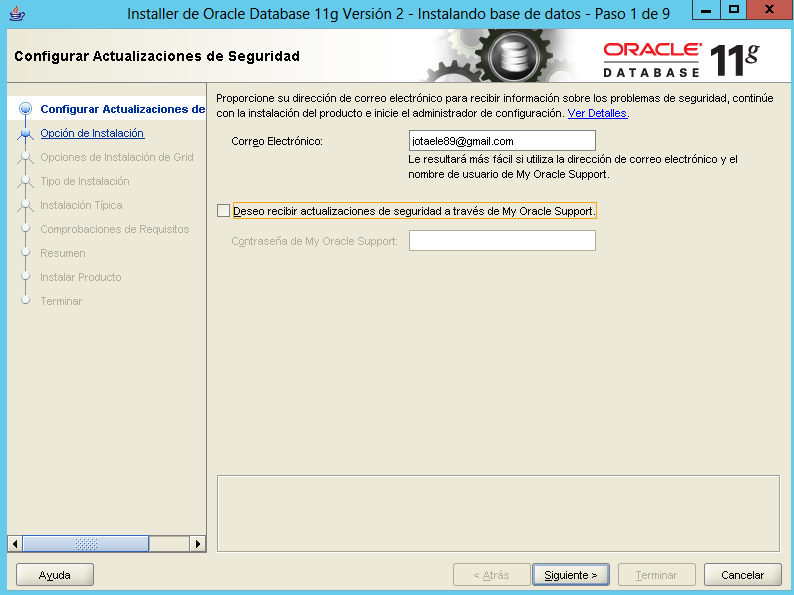 Installer de Oracle Database 11g Versión 2 - Instalando base de datos - Paso 1 de 9
Configurar Actualizaciones de Seguridad
ORACLE
DATABASE 11g
Configurar Actualizaciones de
Opción de Instalación
Opciones de Instalación de Grid
Tipo de Instalación
Instalación Típica
Comprobaciones de Requisitos
Resumen
Instalar Producto
Terminar
Proporcione su dirección de correo electrónico para recibir información sobre los problemas de seguridad, continúe
con la instalación del producto e inicie el administrador de configuración. Ver Detalles.
Correo Electrónico: jotaele89@gmail.com
Le resultará más fácil si utiliza la dirección de correo electrónico y el
nombre de usuario de My Oracle Support.
Deseo recibir actualizaciones de seguridad a través de My Oracle Support.
Contraseña de My Oracle Support:
Ayuda < Atrás Siguiente > Terminar Cancelar